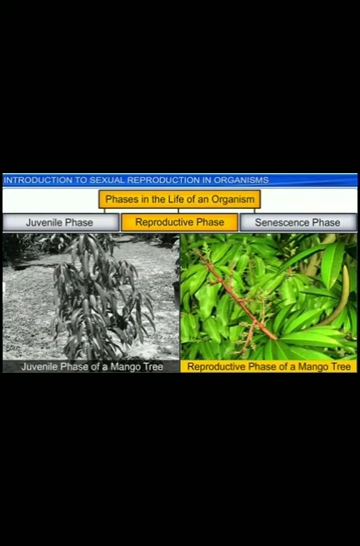 INTRODUCTION TO SEXUAL REPRODUCTION IN ORGANISMS
Phases in the Life of an Organism
Juvenile Phase
Reproductive Phase
Senescence Phase
Juvenile Phase of a Mango Tree
Reproductive Phase of a Mango Tree